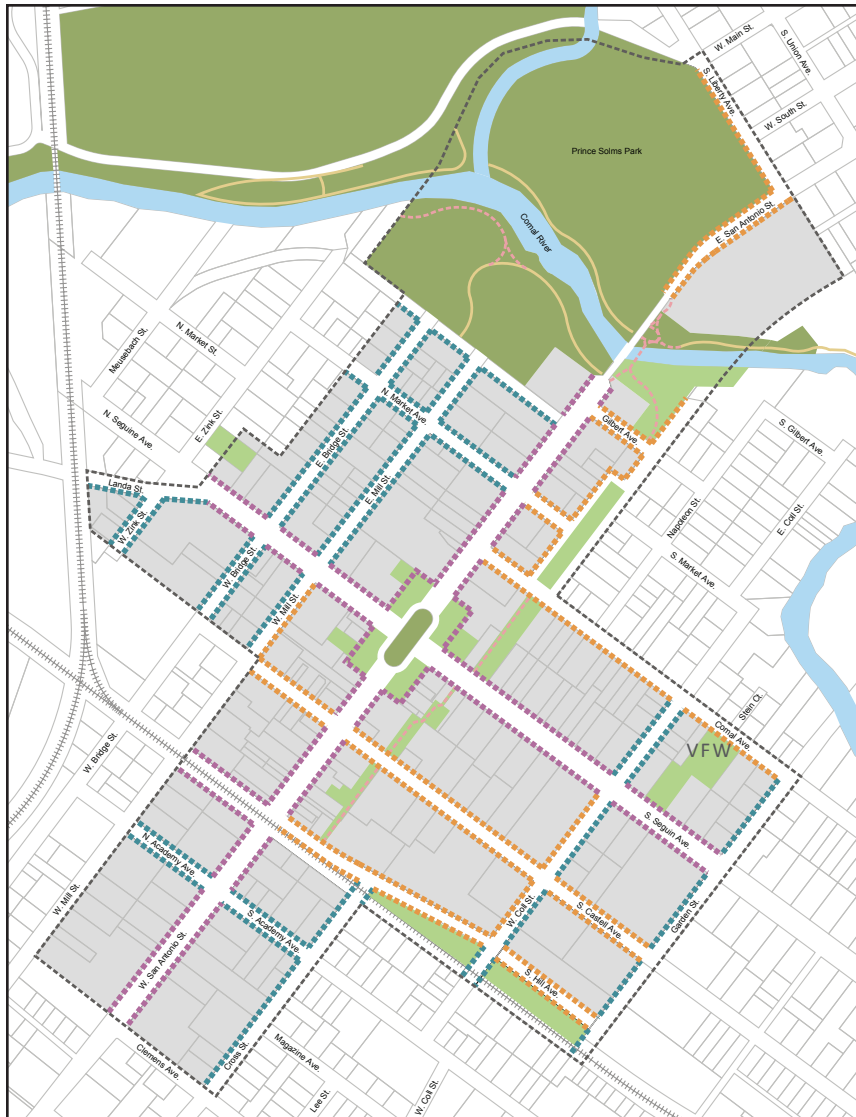 W. Main St.
S. Union Ave.
S. Liberty Ave.
W. South St.
Prince Solms Park
E. San Antonio St.
Comal River
N. Market St.
Meusebach St.
N. Market Ave.
N. Seguine Ave.
E. Zink St.
Gilbert Ave.
S. Gilbert Ave.
E. Bridge St.
E. Mill St.
Landa St.
W. Zink St.
Napoleon St.
E. Coll St.
W. Bridge St.
S. Market Ave.
W. Mill St.
Stein Ct.
Comal Ave.
W. Bridge St.
VFW
S. Seguin Ave.
N. Academy Ave.
W. Mill St.
W. Coll St.
S. Castell Ave.
Garden St.
S. Academy Ave.
W. San Antonio St.
S. Hill Ave.
Clemens Ave.
Cross St.
Magazine Ave.
Lee St.
W. Coll St.